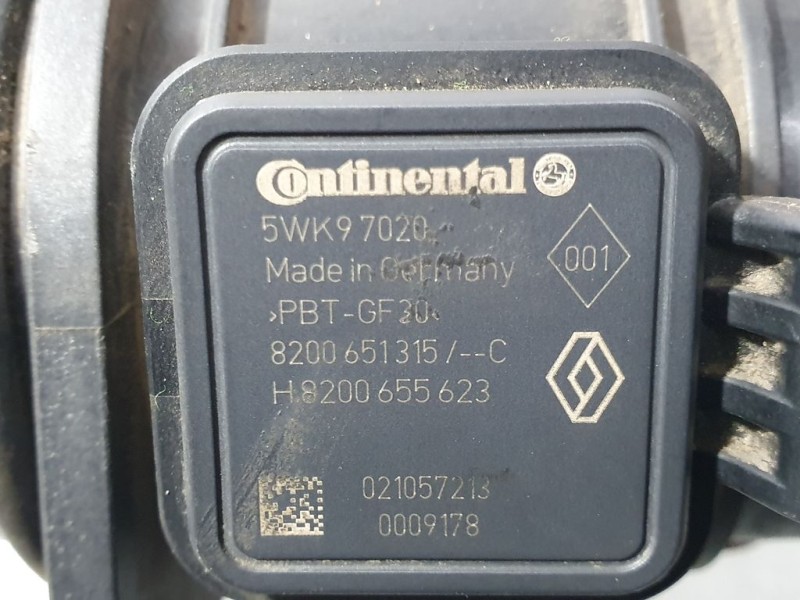 Continental
5WK9 7020
Made in Germany
001
>PBT-GF30<
8200 651 315 /--C
H 8200 655 623
021057213
0009178